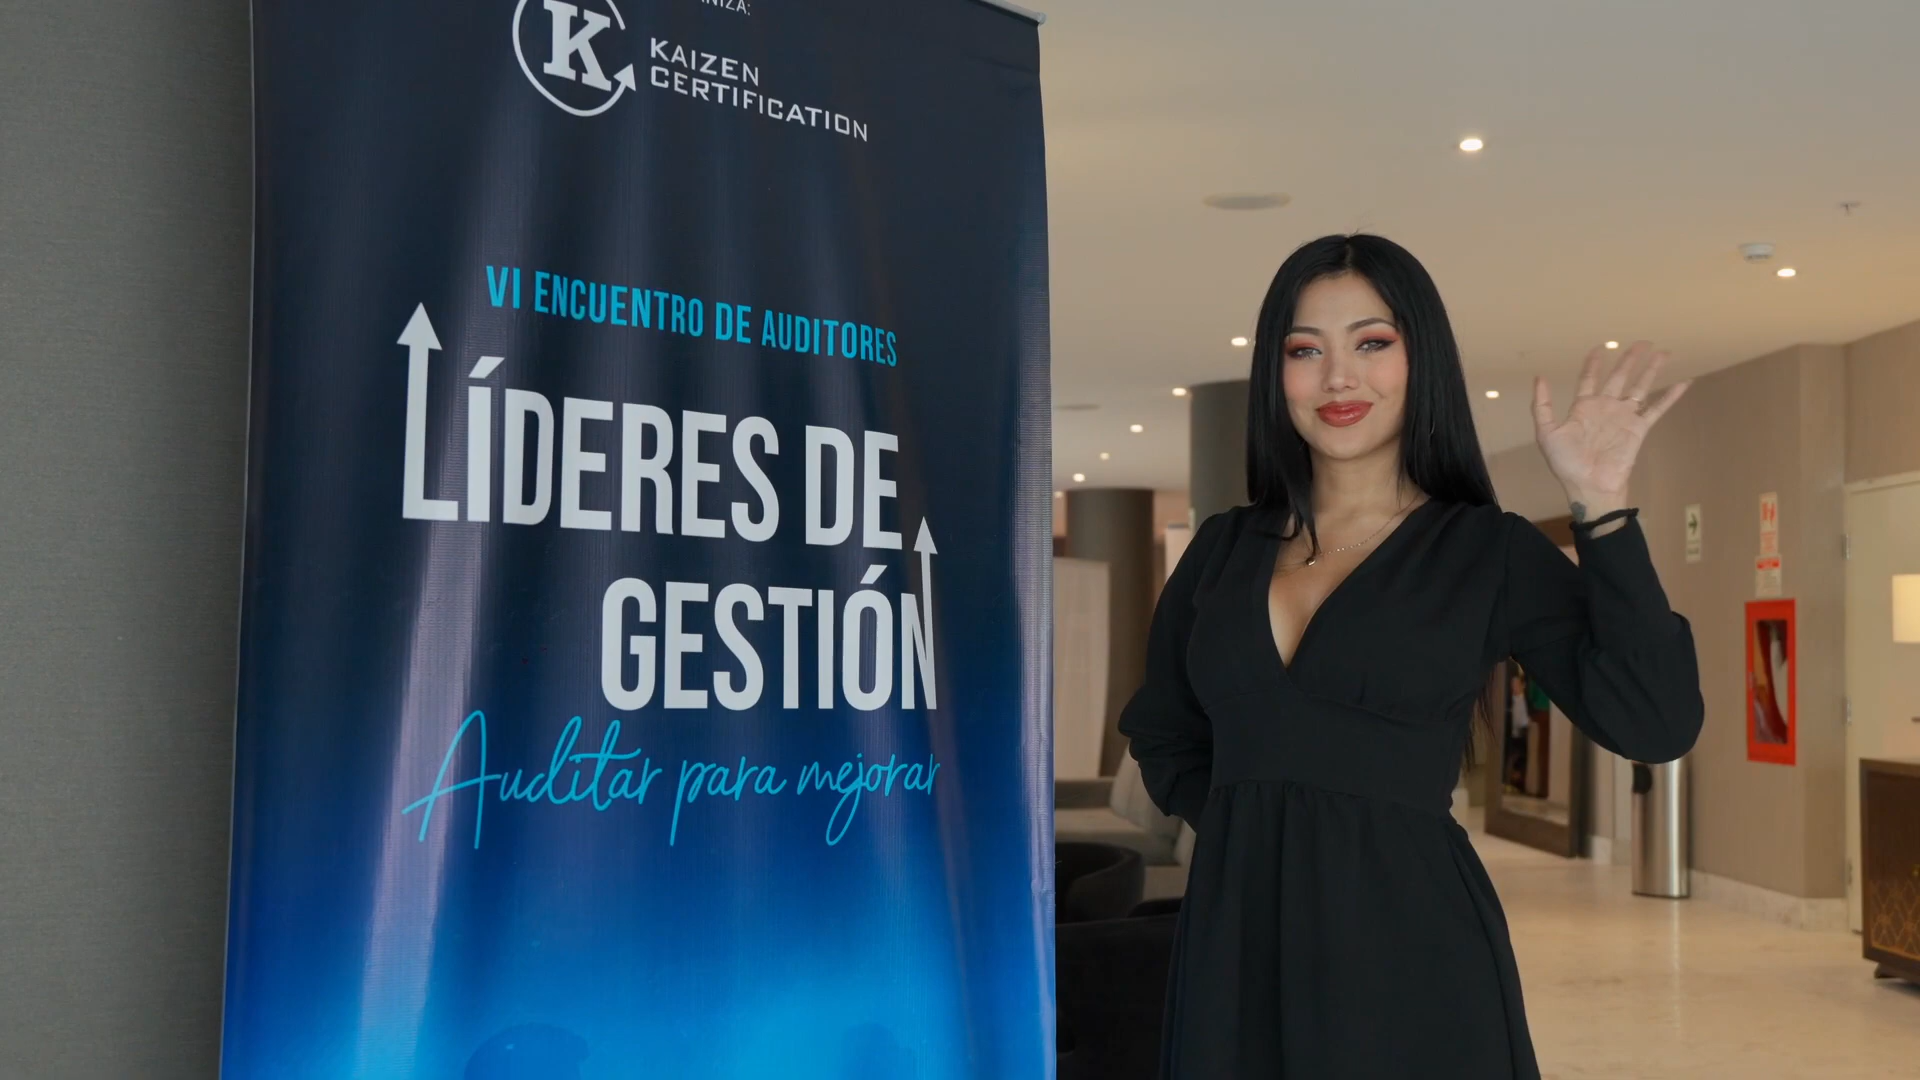 KAIZEN
CERTIFICATION
VI ENCUENTRO DE AUDITORES
LÍDERES DE
GESTIÓN
Auditar para mejorar